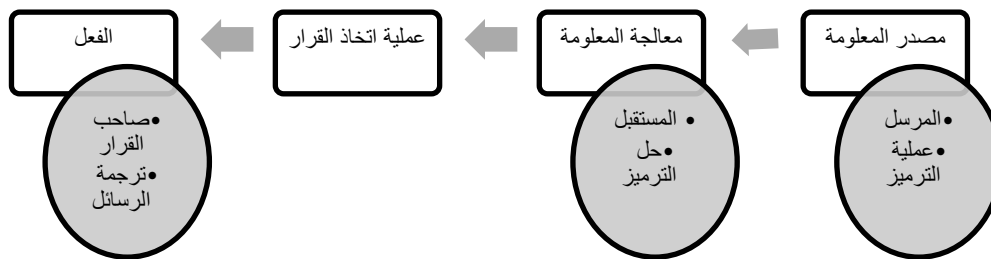 مصدر المعلومة
معالجة المعلومة
عملية اتخاذ القرار
الفعل
•المرسل
•عملية
الترميز
• المستقبل
•حل
الترميز
•صاحب
القرار
•ترجمة
الرسائل